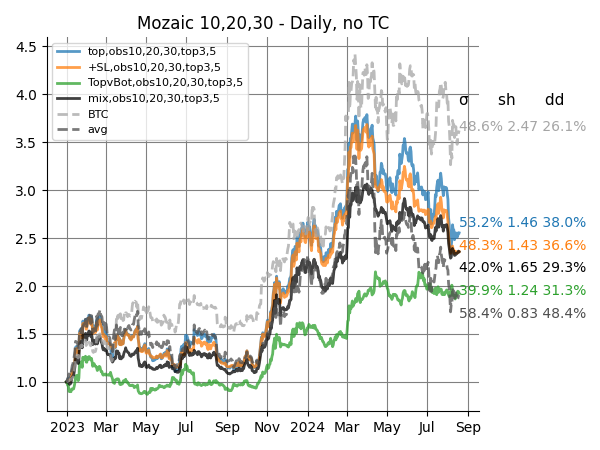 Mozaic 10,20,30 - Daily, no TC
top,obs10,20,30,top3,5
+SL,obs10,20,30,top3,5
TopvBot,obs10,20,30,top3,5
mix,obs10,20,30,top3,5
BTC
avg
4.5
4.0
3.5
3.0
2.5
2.0
1.5
1.0
σ sh dd
48.6% 2.47 26.1%
53.2% 1.46 38.0%
48.3% 1.43 36.6%
42.0% 1.65 29.3%
39.9% 1.24 31.3%
58.4% 0.83 48.4%
2023 Mar May Jul Sep Nov 2024 Mar May Jul Sep